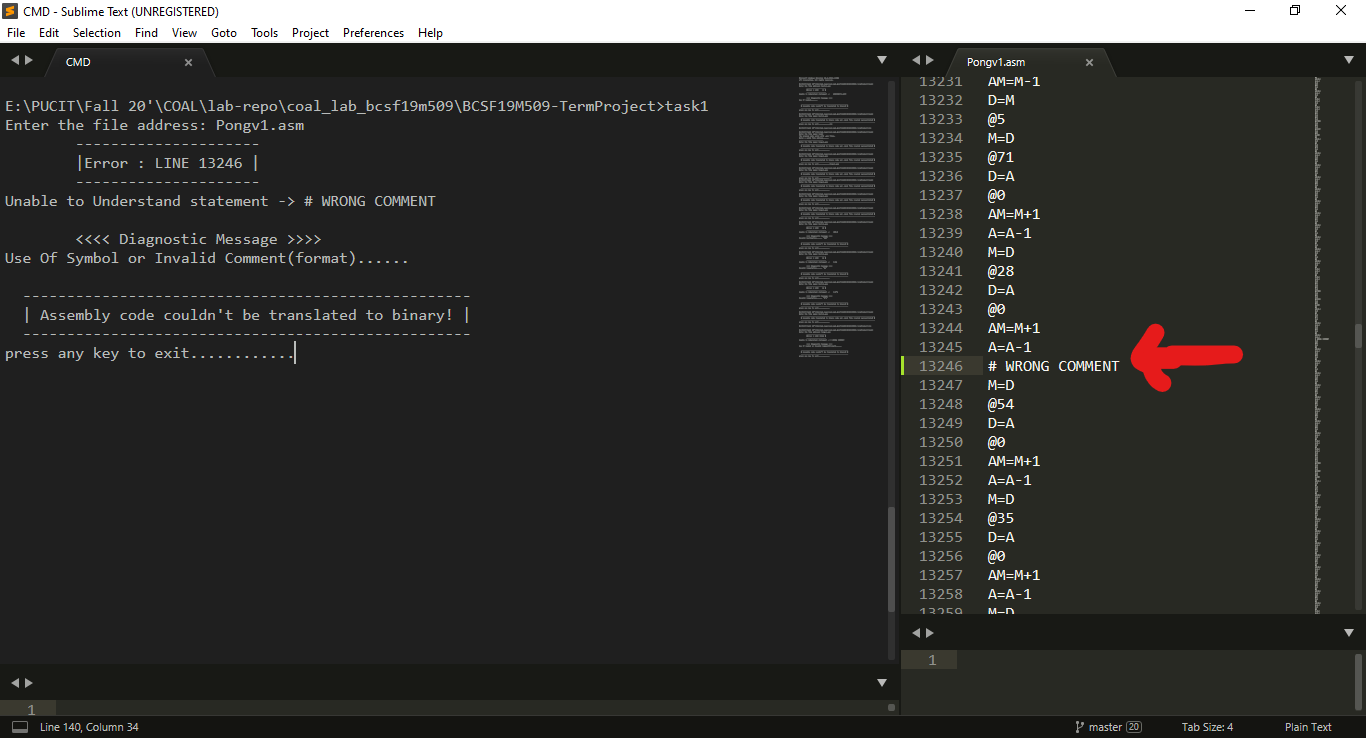 CMD - Sublime Text (UNREGISTERED)
File Edit Selection Find View Goto Tools Project Preferences Help
CMD
E:\PUCIT\Fall 20'\COAL\lab-repo\coal_lab_bcsf19m509\BCSF19M509-TermProject>task1
Enter the file address: Pongv1.asm
---------------------
|Error : LINE 13246 |
---------------------
Unable to Understand statement -> # WRONG COMMENT
<<<< Diagnostic Message >>>>
Use Of Symbol or Invalid Comment(format)......
---------------------------------------------------
| Assembly code couldn't be translated to binary! |
---------------------------------------------------
press any key to exit............
1
Pongv1.asm
13231 AM=M-1
13232 D=M
13233 @5
13234 M=D
13235 @71
13236 D=A
13237 @0
13238 AM=M+1
13239 A=A-1
13240 M=D
13241 @28
13242 D=A
13243 @0
13244 AM=M+1
13245 A=A-1
13246 # WRONG COMMENT
13247 M=D
13248 @54
13249 D=A
13250 @0
13251 AM=M+1
13252 A=A-1
13253 M=D
13254 @35
13255 D=A
13256 @0
13257 AM=M+1
13258 A=A-1
13259 M=D
1
Line 140, Column 34
master 20
Tab Size: 4
Plain Text